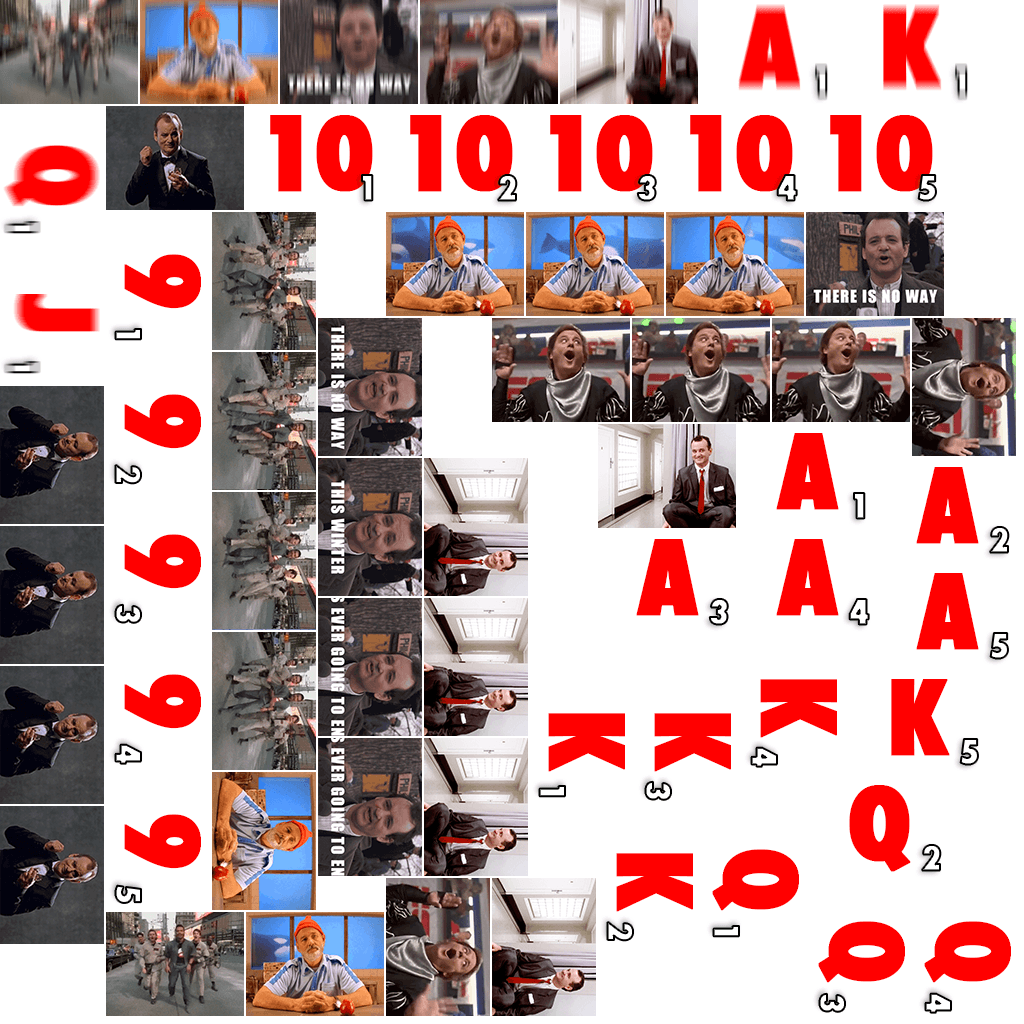 THERE IS NO WAY
A 1
K 1
Q 1
J 1
10 1
10 2
10 3
10 4
10 5
THERE IS NO WAY
9 1
9 2
9 3
9 4
9 5
THERE IS NO WAY
THIS WINTER
S EVER GOING TO EN
S EVER GOING TO EN
A 1
A 2
A 3
A 4
A 5
K 1
K 3
K 4
K 5
Q 2
K 2
Q 1
Q 3
Q 4